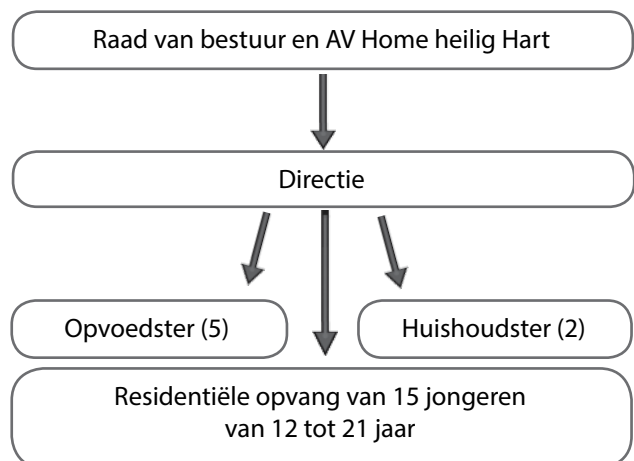 Raad van bestuur en AV Home heilig Hart
Directie
Opvoedster (5)
Huishoudster (2)
Residentiële opvang van 15 jongeren
van 12 tot 21 jaar